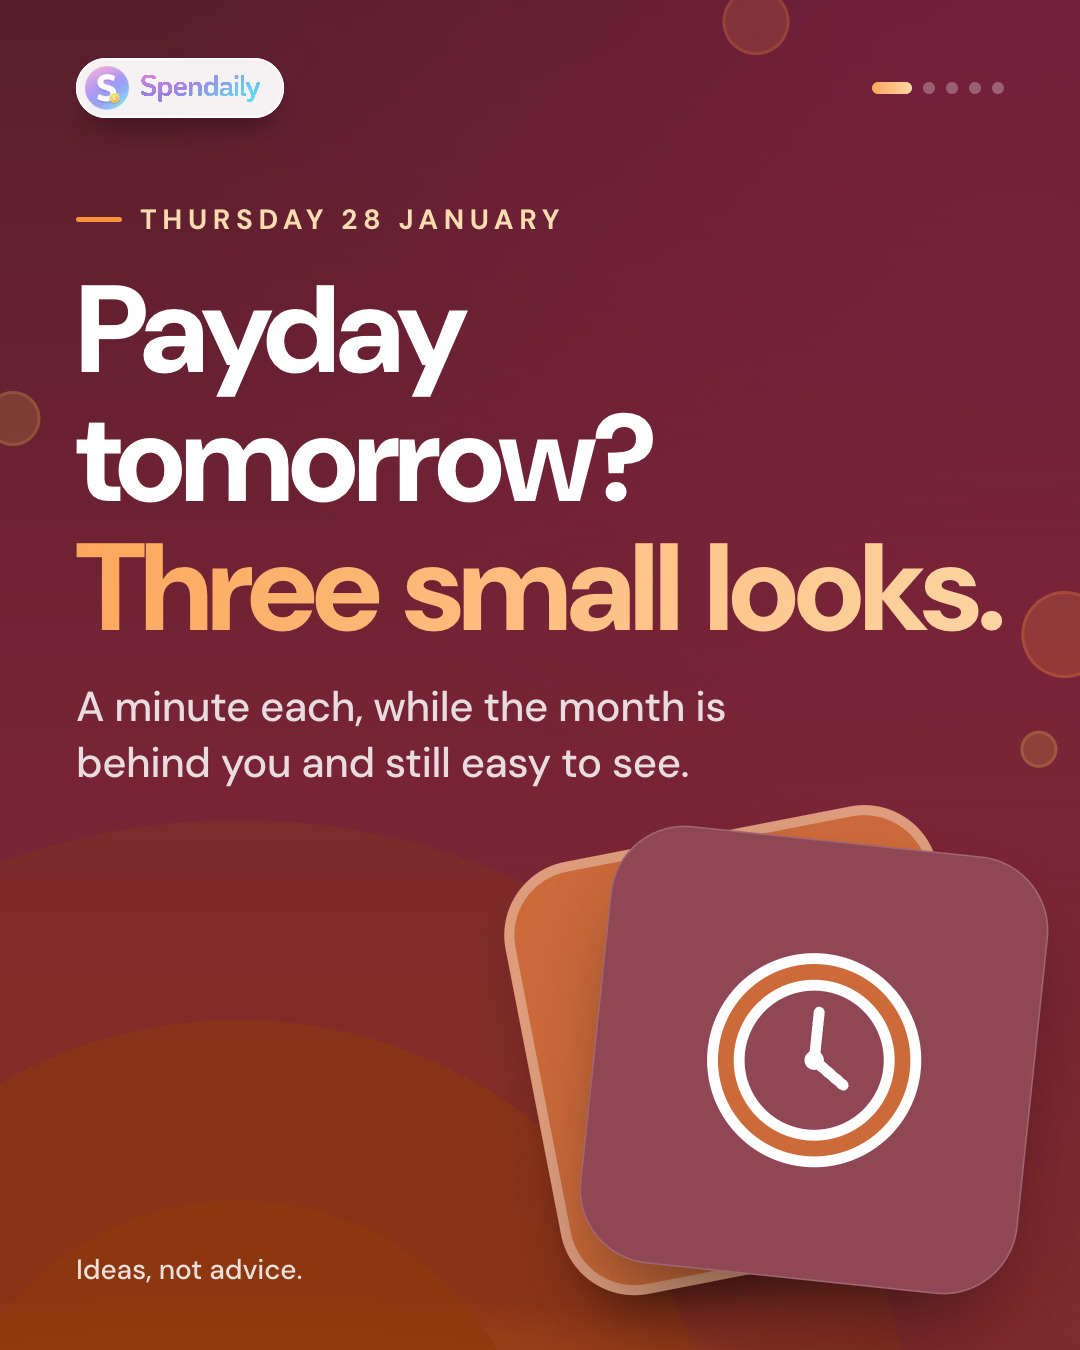 Spendaily
THURSDAY 28 JANUARY
Payday
tomorrow?
Three small looks.
A minute each, while the month is
behind you and still easy to see.
Ideas, not advice.